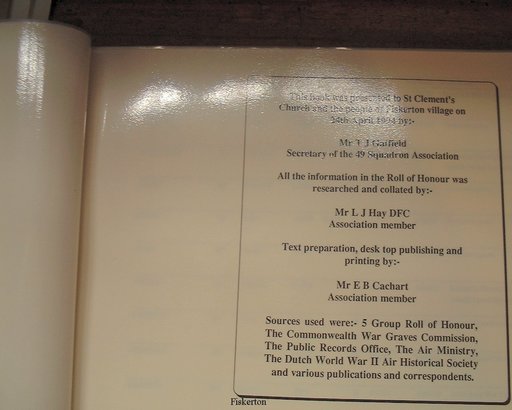 This book was presented to St Clement's
Church and the people of Fiskerton village on
14th April 1994 by:-
Mr T J Gatfield
Secretary of the 49 Squadron Association
All the information in the Roll of Honour was
researched and collated by:-
Mr L J Hay DFC
Association member
Text preparation, desk top publishing and
printing by:-
Mr E B Cachart
Association member
Sources used were:- 5 Group Roll of Honour,
The Commonwealth War Graves Commission,
The Public Records Office, The Air Ministry,
The Dutch World War II Air Historical Society
and various publications and correspondents.
Fiskerton